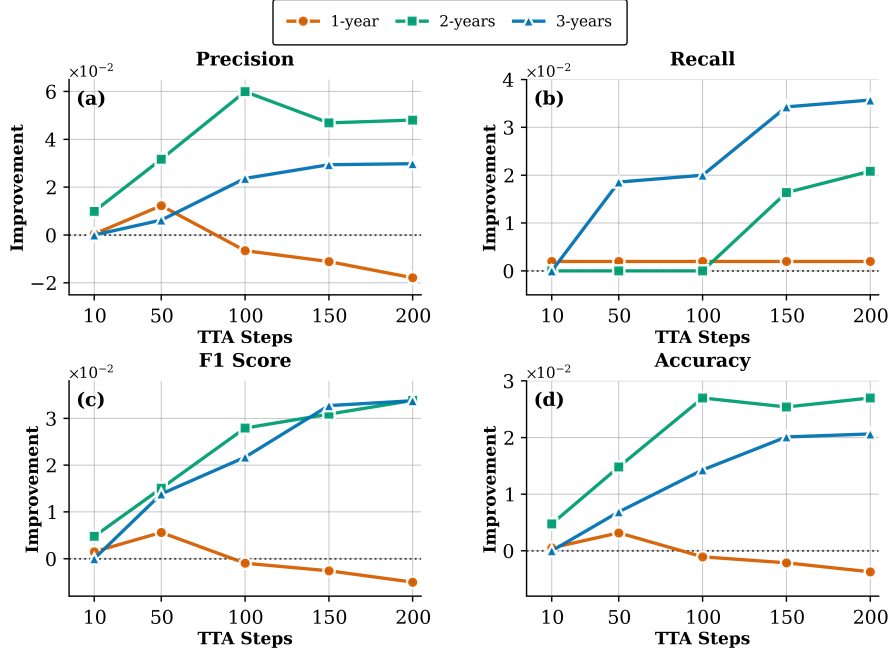 1-year 2-years 3-years
Precision
×10⁻²
(a)
6
4
2
0
−2
Improvement
10 50 100 150 200
TTA Steps
Recall
×10⁻²
(b)
4
3
2
1
0
Improvement
10 50 100 150 200
TTA Steps
F1 Score
×10⁻²
(c)
3
2
1
0
Improvement
10 50 100 150 200
TTA Steps
Accuracy
×10⁻²
(d)
3
2
1
0
Improvement
10 50 100 150 200
TTA Steps